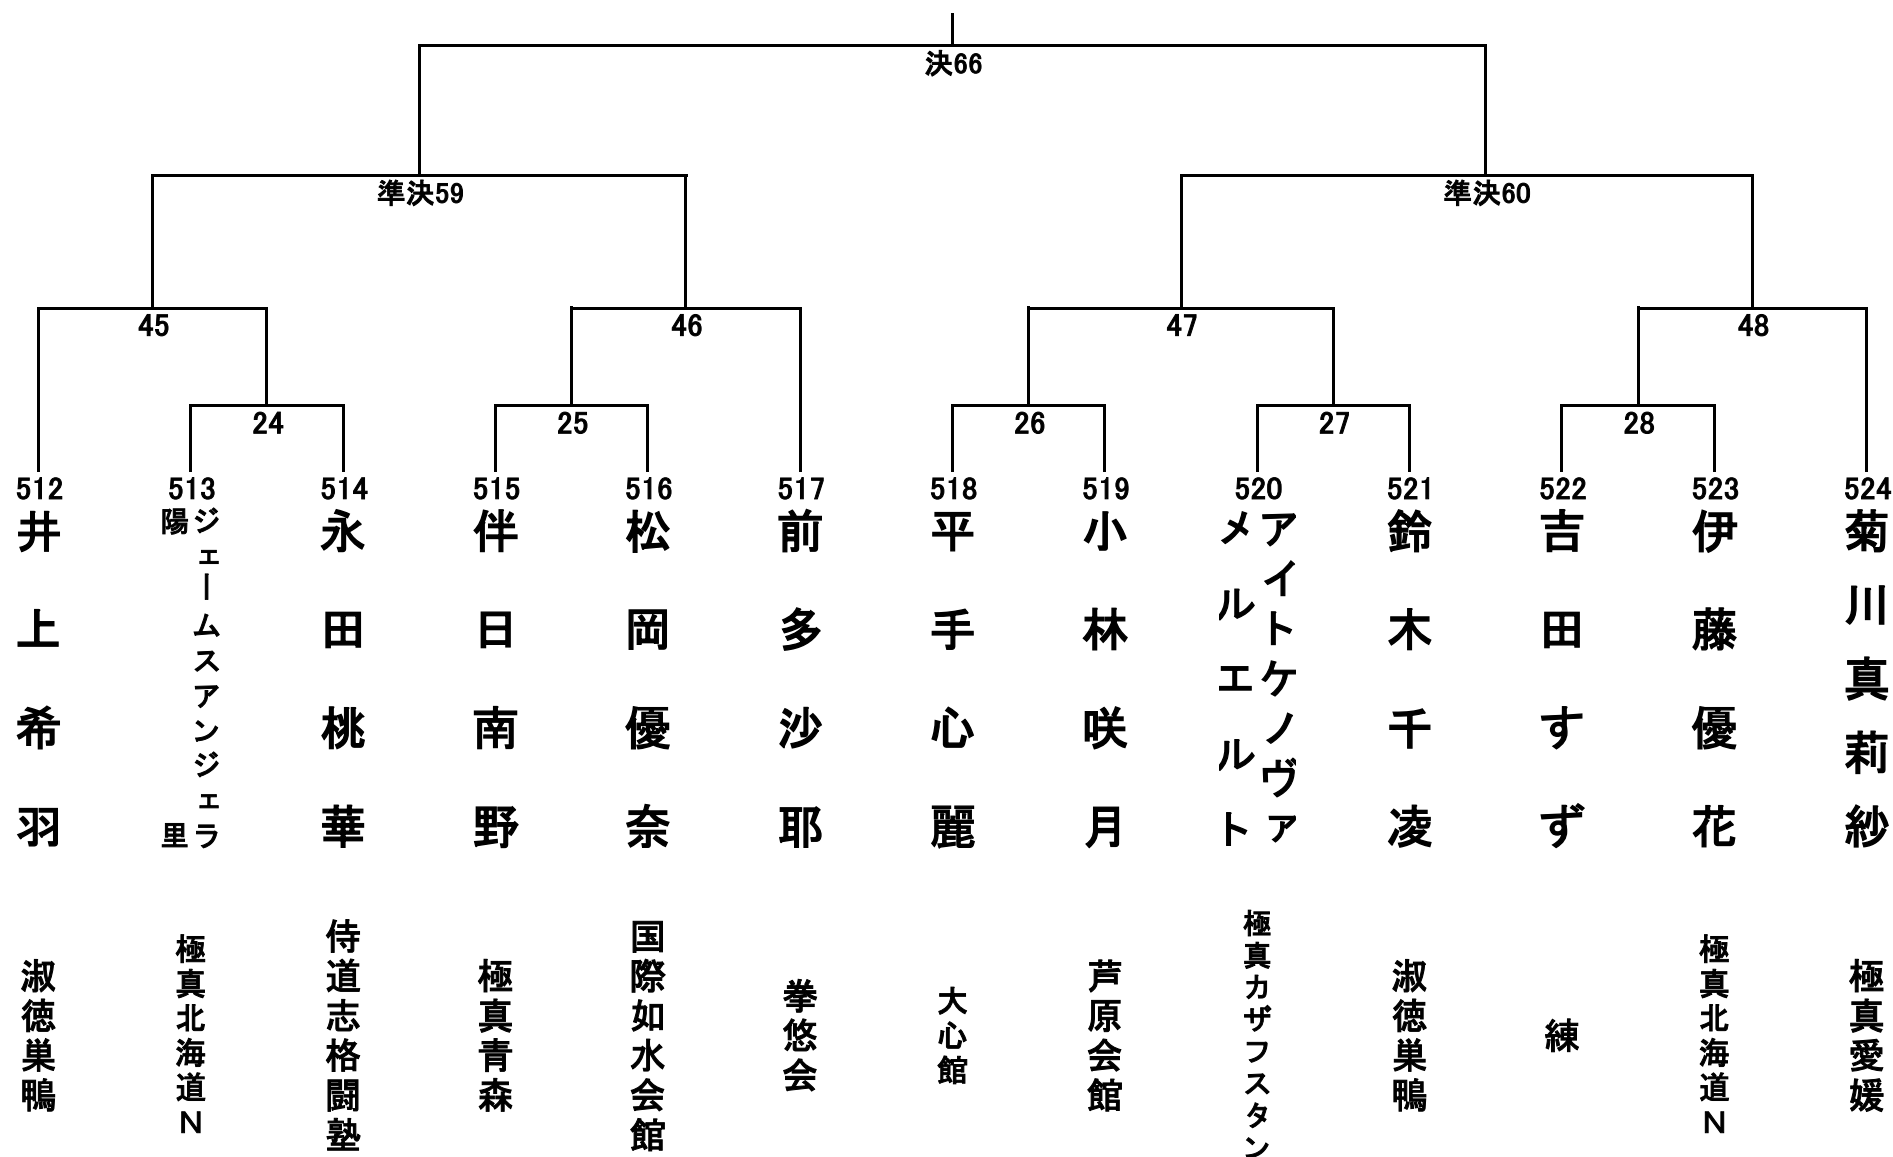 決66
準決59
準決60
45
46
47
48
24
25
26
27
28
512
井上希羽
淑徳巣鴨
513
ジェームスアンジェラ
陽里
極真北海道Ｎ
514
永田桃華
侍道志格闘塾
515
伴日南野
極真青森
516
松岡優奈
国際如水会館
517
前多沙耶
拳悠会
518
平手心麗
大心館
519
小林咲月
芦原会館
520
アイトケノヴァ
メルエルト
極真カザフスタン
521
鈴木千凌
淑徳巣鴨
522
吉田すず
練
523
伊藤優花
極真北海道Ｎ
524
菊川真莉紗
極真愛媛